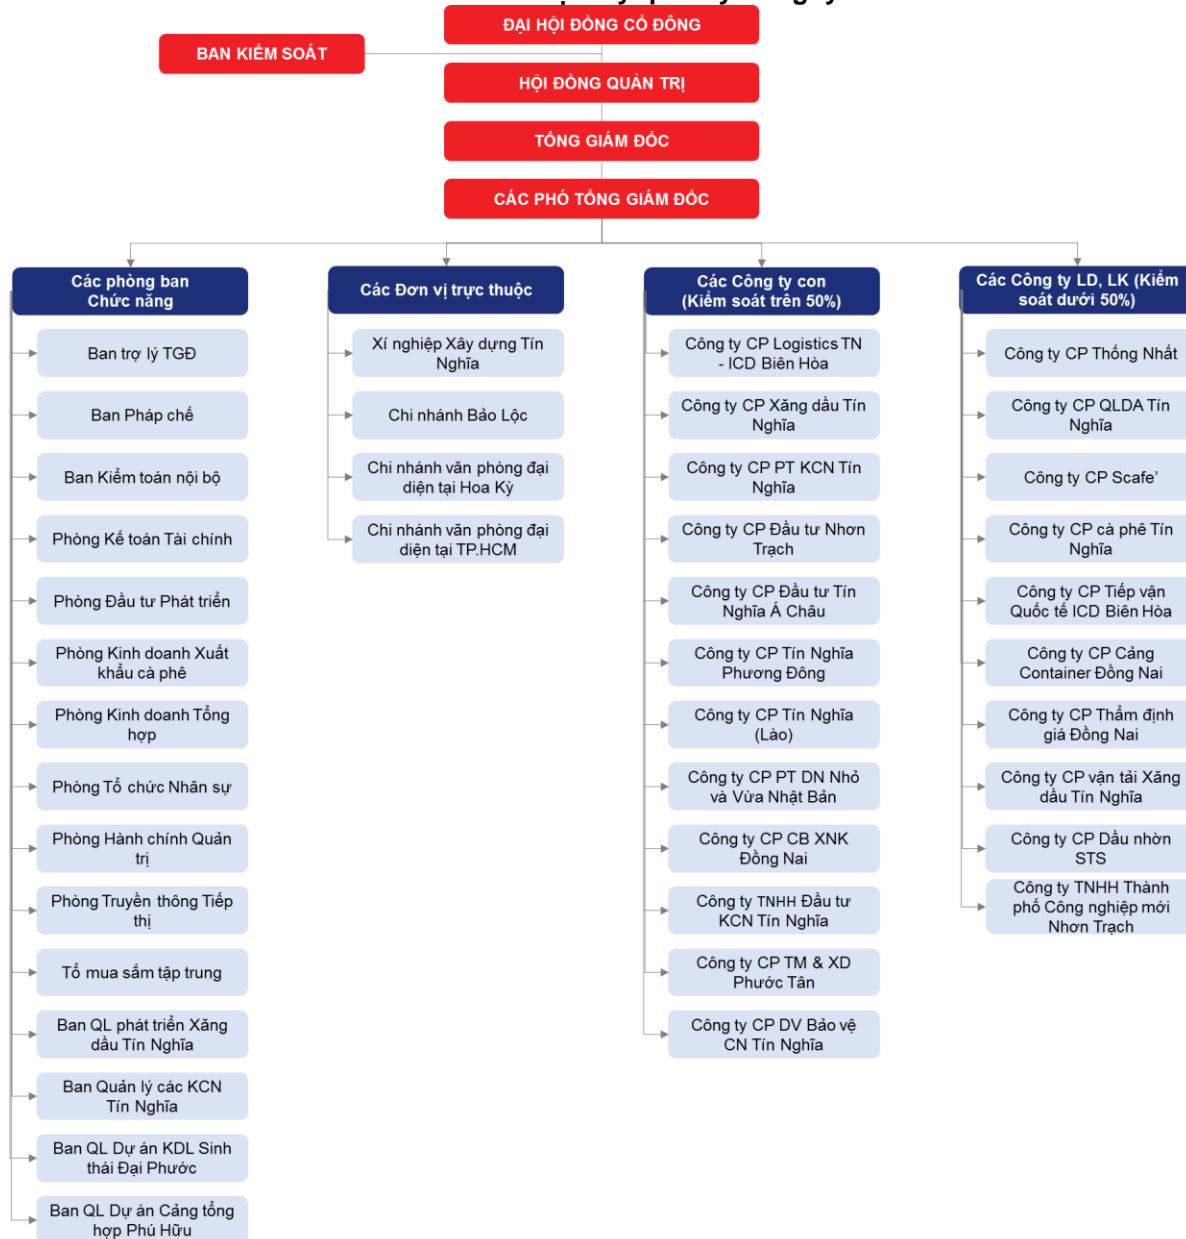 ĐẠI HỘI ĐỒNG CỔ ĐÔNG
BAN KIỂM SOÁT
HỘI ĐỒNG QUẢN TRỊ
TỔNG GIÁM ĐỐC
CÁC PHÓ TỔNG GIÁM ĐỐC
Các phòng ban
Chức năng
Ban trợ lý TGĐ
Ban Pháp chế
Ban Kiểm toán nội bộ
Phòng Kế toán Tài chính
Phòng Đầu tư Phát triển
Phòng Kinh doanh Xuất
khẩu cà phê
Phòng Kinh doanh Tổng
hợp
Phòng Tổ chức Nhân sự
Phòng Hành chính Quản
trị
Phòng Truyền thông Tiếp
thị
Tổ mua sắm tập trung
Ban QL phát triển Xăng
dầu Tín Nghĩa
Ban Quản lý các KCN
Tín Nghĩa
Ban QL Dự án KDL Sinh
thái Đại Phước
Ban QL Dự án Cảng tổng
hợp Phú Hữu
Các Đơn vị trực thuộc
Xí nghiệp Xây dựng Tín
Nghĩa
Chi nhánh Bảo Lộc
Chi nhánh văn phòng đại
diện tại Hoa Kỳ
Chi nhánh văn phòng đại
diện tại TP.HCM
Các Công ty con
(Kiểm soát trên 50%)
Công ty CP Logistics TN
- ICD Biên Hòa
Công ty CP Xăng dầu Tín
Nghĩa
Công ty CP PT KCN Tín
Nghĩa
Công ty CP Đầu tư Nhơn
Trạch
Công ty CP Đầu tư Tín
Nghĩa Á Châu
Công ty CP Tín Nghĩa
Phương Đông
Công ty CP Tín Nghĩa
(Lào)
Công ty CP PT DN Nhỏ
và Vừa Nhật Bản
Công ty CP CB XNK
Đồng Nai
Công ty TNHH Đầu tư
KCN Tín Nghĩa
Công ty CP TM & XD
Phước Tân
Công ty CP DV Bảo vệ
CN Tín Nghĩa
Các Công ty LD, LK (Kiểm
soát dưới 50%)
Công ty CP Thống Nhất
Công ty CP QLDA Tín
Nghĩa
Công ty CP Scafe’
Công ty CP cà phê Tín
Nghĩa
Công ty CP Tiếp vận
Quốc tế ICD Biên Hòa
Công ty CP Cảng
Container Đồng Nai
Công ty CP Thẩm định
giá Đồng Nai
Công ty CP vận tải Xăng
dầu Tín Nghĩa
Công ty CP Dầu nhờn
STS
Công ty TNHH Thành
phố Công nghiệp mới
Nhơn Trạch